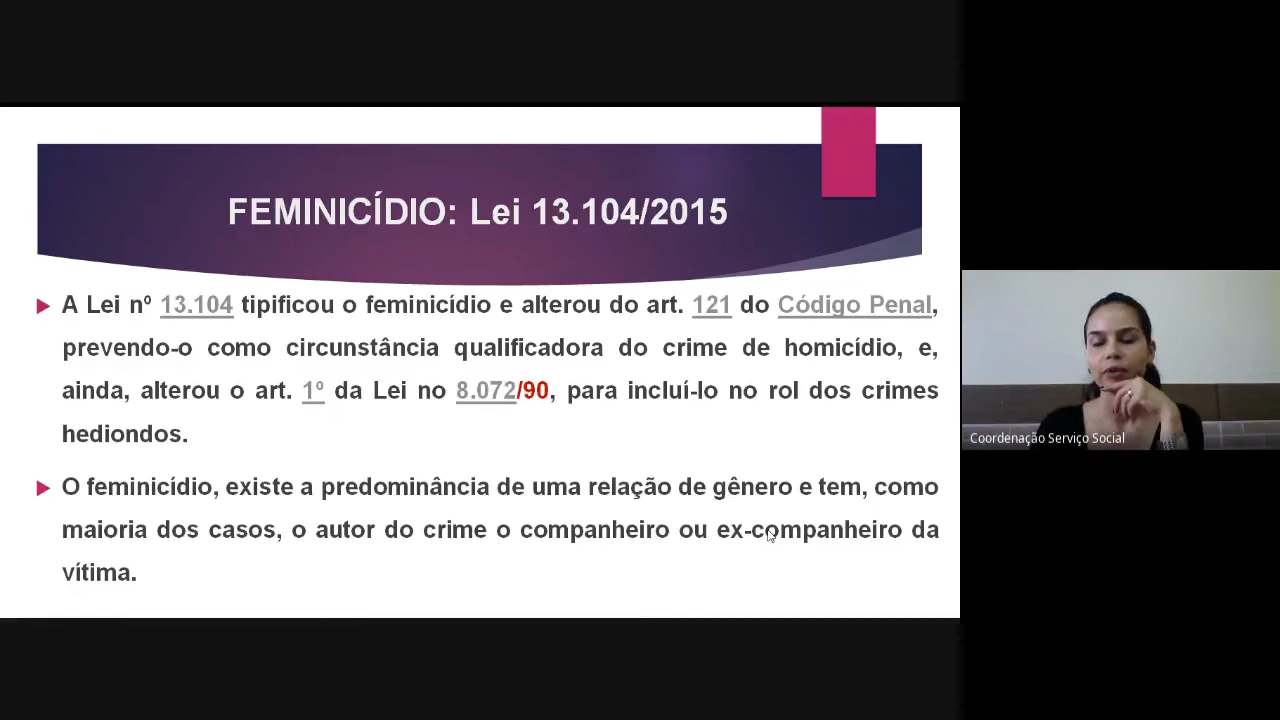 FEMINICÍDIO: Lei 13.104/2015
A Lei nº 13.104 tipificou o feminicídio e alterou do art. 121 do Código Penal,
prevendo-o como circunstância qualificadora do crime de homicídio, e,
ainda, alterou o art. 1º da Lei no 8.072/90, para incluí-lo no rol dos crimes
hediondos.
O feminicídio, existe a predominância de uma relação de gênero e tem, como
maioria dos casos, o autor do crime o companheiro ou ex-companheiro da
vítima.
Coordenação Serviço Social